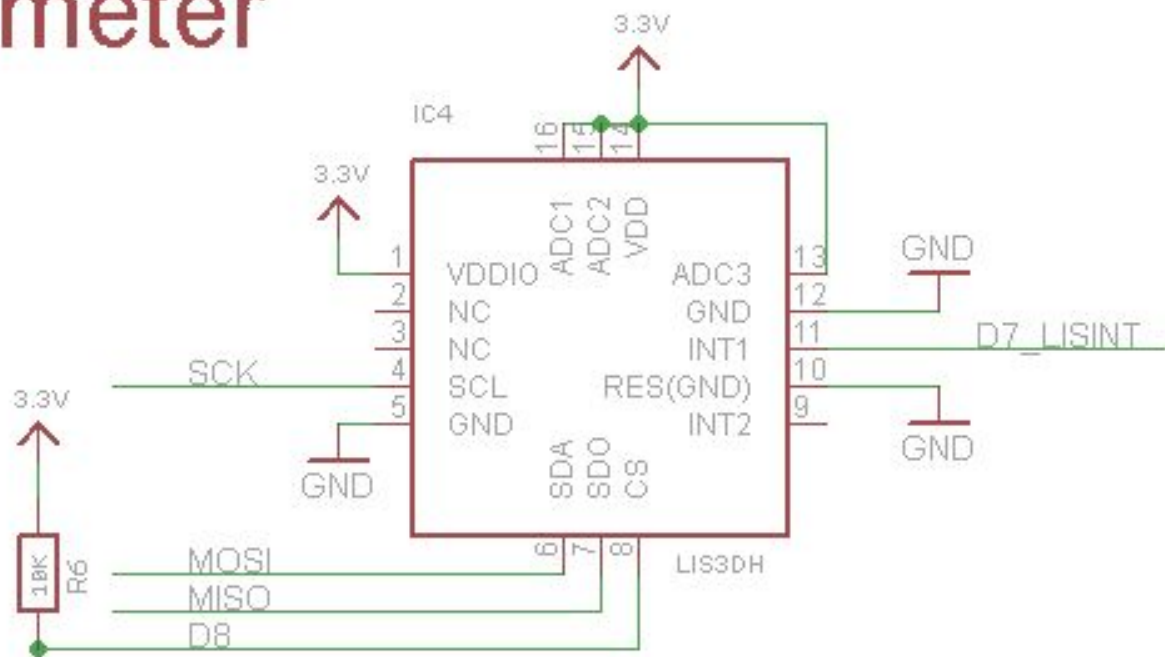 meter
3.3V
IC4
16
15
14
3.3V
ADC1
ADC2
VDD
1
VDDIO
ADC3
13
GND
2
NC
GND
12
3
NC
INT1
11
D7_LISINT
SCK
4
SCL
RES(GND)
10
3.3V
5
GND
INT2
9
GND
GND
SDA
SDO
CS
10K
R6
MOSI
6
7
8
LIS3DH
MISO
D8